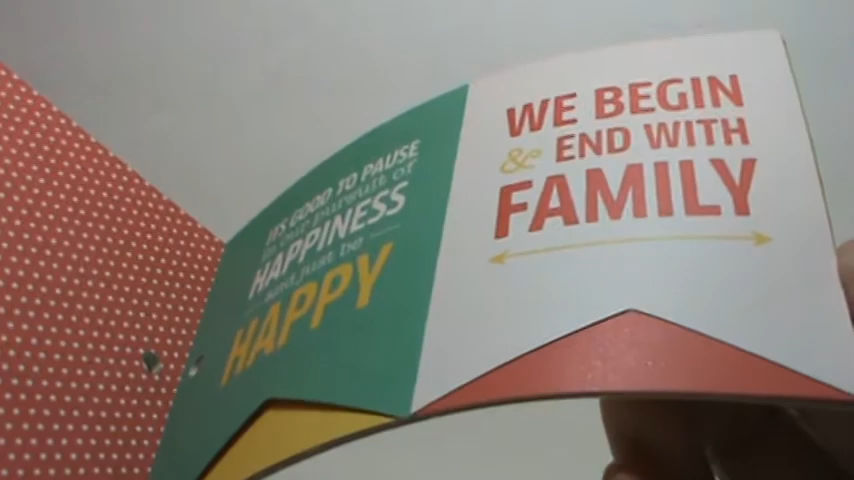 IT'S GOOD TO PAUSE
in our pursuit of
HAPPINESS
and just be
HAPPY
WE BEGIN
& END WITH
FAMILY